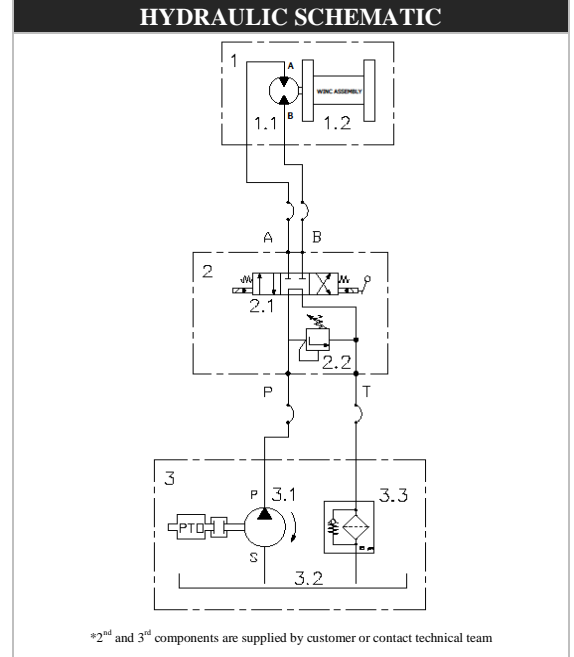 HYDRAULIC SCHEMATIC
1
A
WINC ASSEMBLY
B
1.1
1.2
A
B
2
2.1
2.2
P
T
3
P
3.1
3.3
PTO
S
3.2
*2nd and 3rd components are supplied by customer or contact technical team